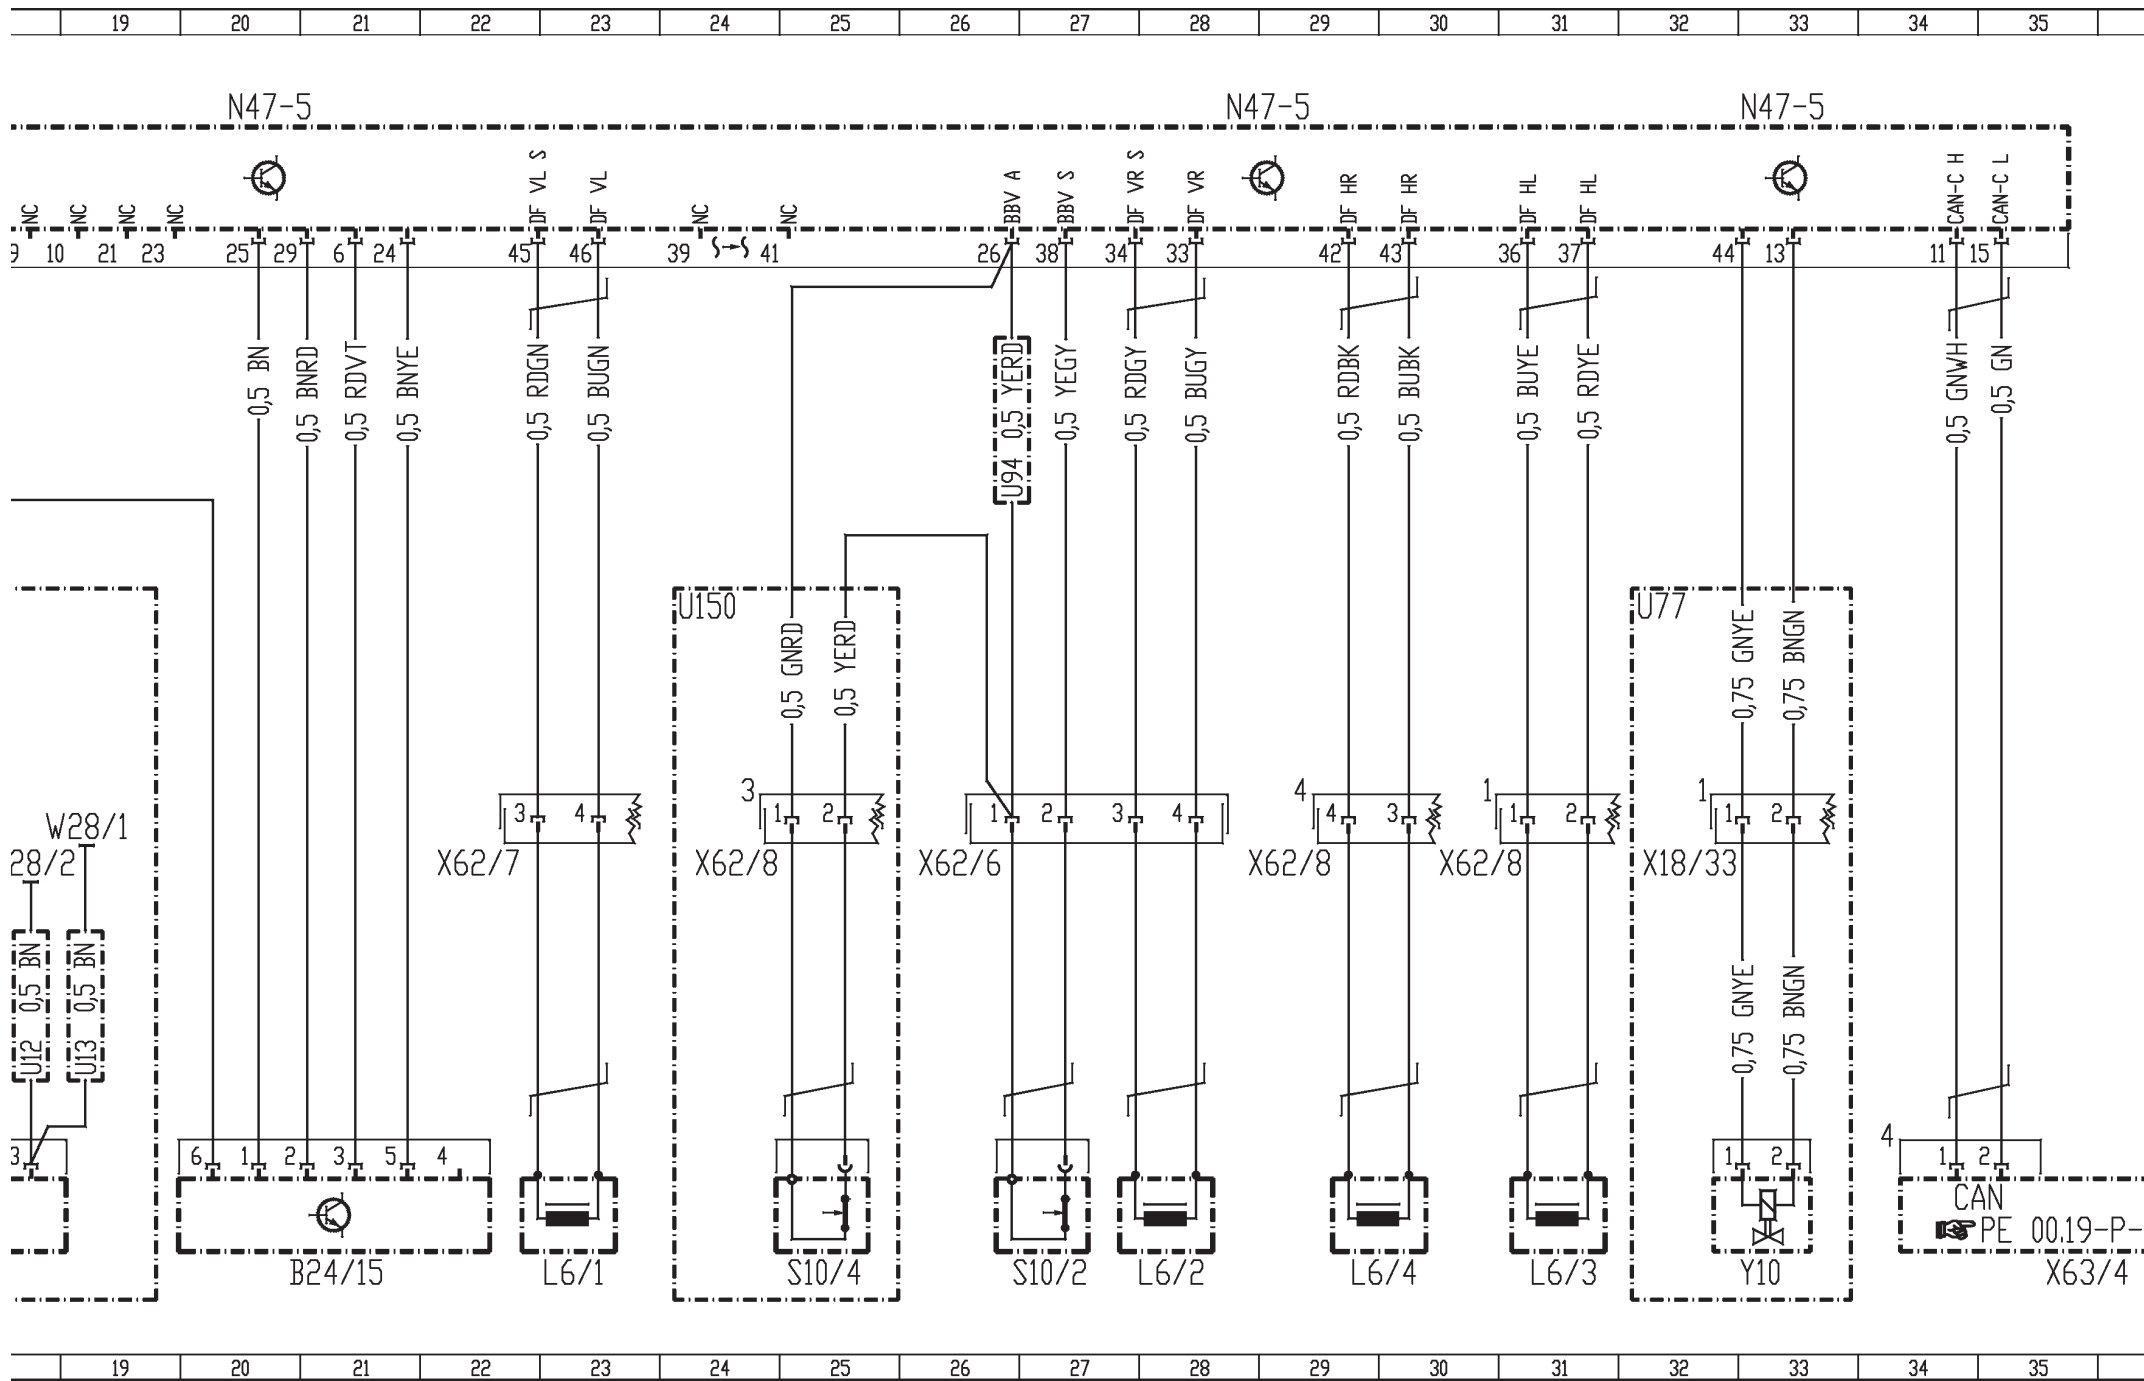 19 20 21 22 23 24 25 26 27 28 29 30 31 32 33 34 35
N47-5 N47-5 N47-5
NC NC NC NC DF VL S DF VL NC NC BBV A BBV S DF VR S DF VR DF HR DF HR DF HL DF HL CAN-C H CAN-C L
9 10 21 23 25 29 6 24 45 46 39 41 26 38 34 33 42 43 36 37 44 13 11 15
0,5 BN 0,5 BNRD 0,5 RDVT 0,5 BNYE 0,5 RDGN 0,5 BUGN U94 0,5 YERD 0,5 YEGY 0,5 RDGY 0,5 BUGY 0,5 RDBK 0,5 BUBK 0,5 BUYE 0,5 RDYE 0,5 GNWH 0,5 GN
U150 U77
0,5 GNRD 0,5 YERD 0,75 GNYE 0,75 BNGN
3 4 1 1
3 4 1 2 1 2 3 4 4 3 1 2 1 2
W28/1
28/2 X62/7 X62/8 X62/6 X62/8 X62/8 X18/33
U12 0,5 BN U13 0,5 BN 0,75 GNYE 0,75 BNGN
4
3 6 1 2 3 5 4 1 2 1 2
CAN
PE 00.19-P-
B24/15 L6/1 S10/4 S10/2 L6/2 L6/4 L6/3 Y10 X63/4
19 20 21 22 23 24 25 26 27 28 29 30 31 32 33 34 35